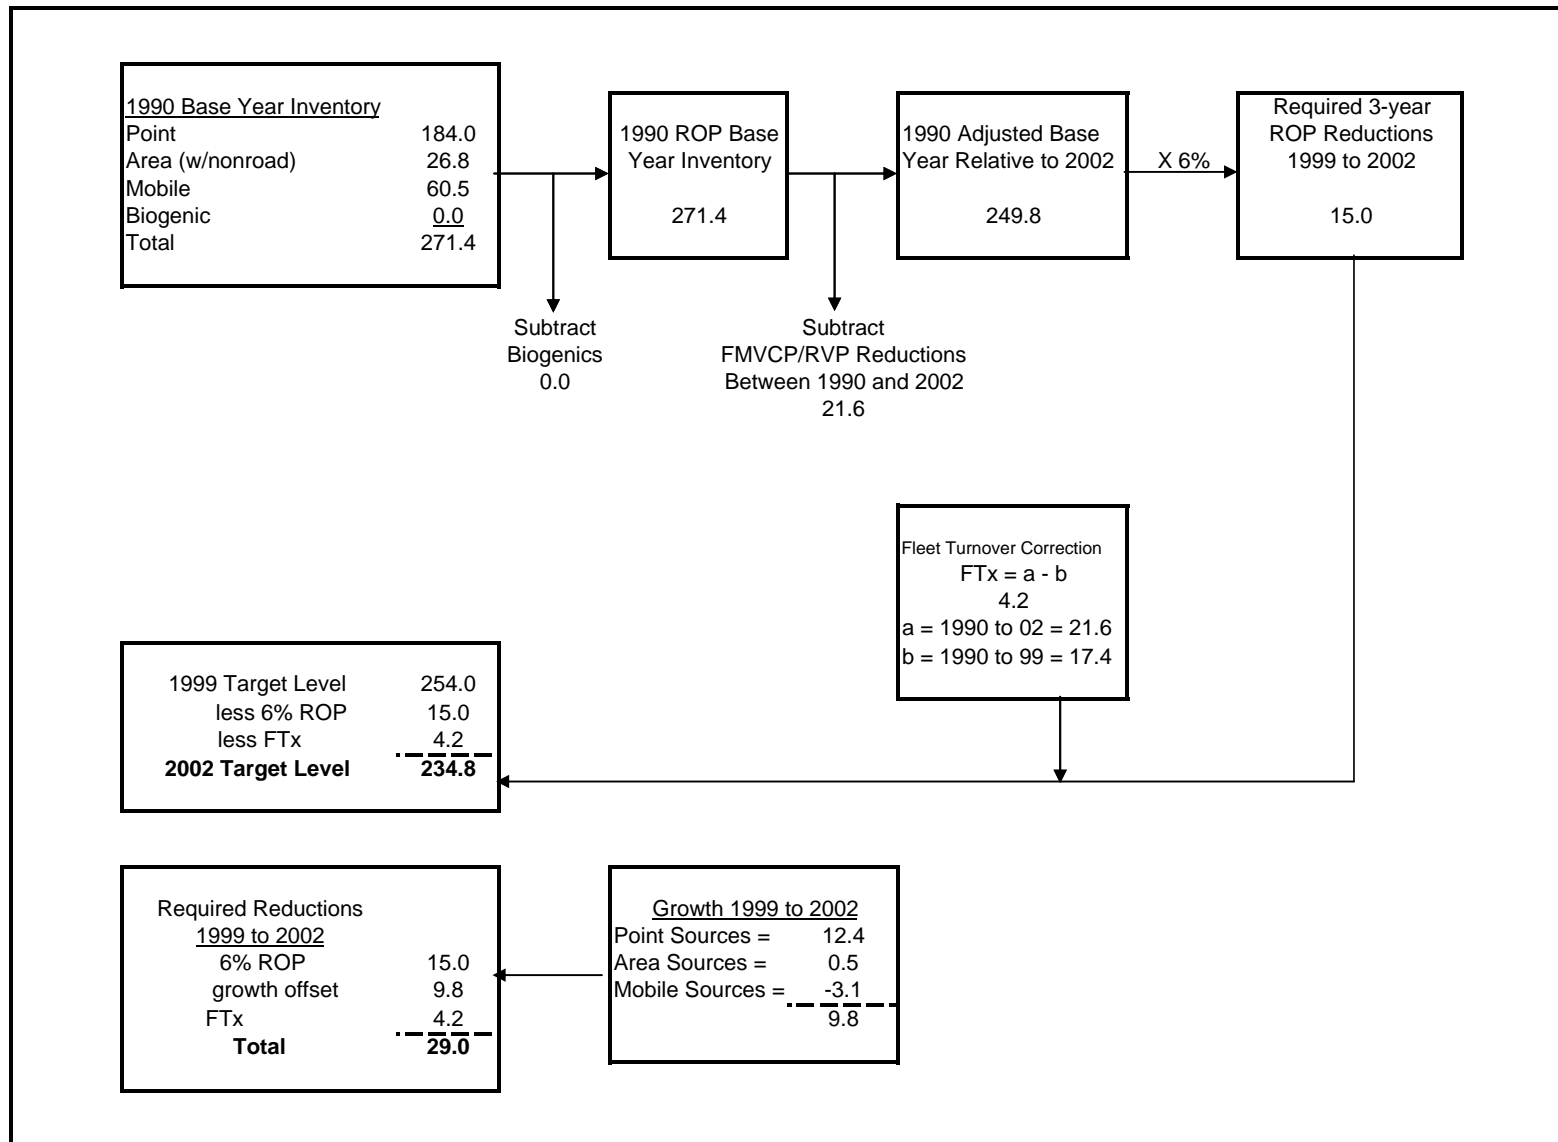 1990 Base Year Inventory
Point 184.0
Area (w/nonroad) 26.8
Mobile 60.5
Biogenic 0.0
Total 271.4
1990 ROP Base
Year Inventory
271.4
1990 Adjusted Base
Year Relative to 2002
249.8
X 6%
Required 3-year
ROP Reductions
1999 to 2002
15.0
Subtract
Biogenics
0.0
Subtract
FMVCP/RVP Reductions
Between 1990 and 2002
21.6
Fleet Turnover Correction
FTx = a - b
4.2
a = 1990 to 02 = 21.6
b = 1990 to 99 = 17.4
1999 Target Level 254.0
less 6% ROP 15.0
less FTx 4.2
2002 Target Level 234.8
Required Reductions
1999 to 2002
6% ROP 15.0
growth offset 9.8
FTx 4.2
Total 29.0
Growth 1999 to 2002
Point Sources = 12.4
Area Sources = 0.5
Mobile Sources = -3.1
9.8